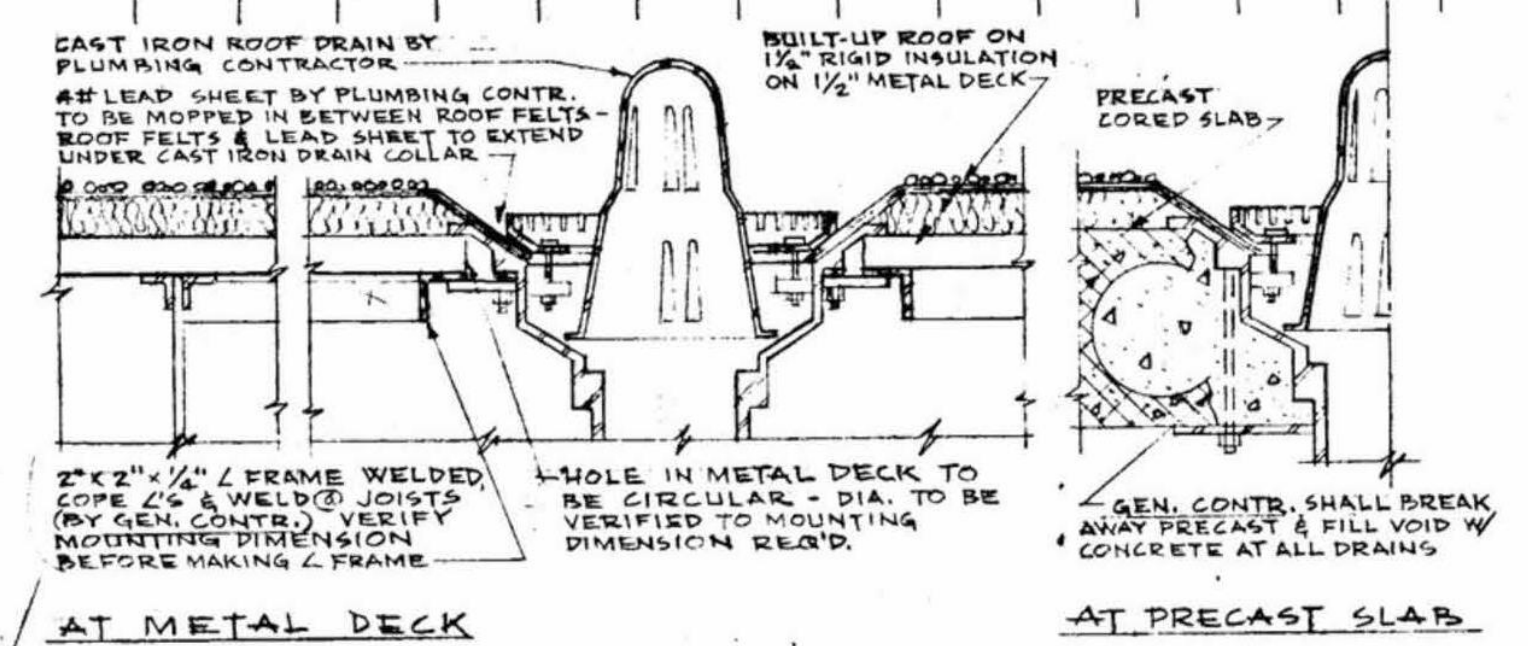 CAST IRON ROOF DRAIN BY
PLUMBING CONTRACTOR
4# LEAD SHEET BY PLUMBING CONTR.
TO BE MOPPED IN BETWEEN ROOF FELTS-
ROOF FELTS & LEAD SHEET TO EXTEND
UNDER CAST IRON DRAIN COLLAR
BUILT-UP ROOF ON
1½" RIGID INSULATION
ON 1½" METAL DECK
PRECAST
CORED SLAB
2" X 2" X ¼" ∠ FRAME WELDED,
COPE ∠'S & WELD @ JOISTS
(BY GEN. CONTR.) VERIFY
MOUNTING DIMENSION
BEFORE MAKING ∠ FRAME
HOLE IN METAL DECK TO
BE CIRCULAR - DIA. TO BE
VERIFIED TO MOUNTING
DIMENSION REQ'D.
GEN. CONTR. SHALL BREAK
AWAY PRECAST & FILL VOID W/
CONCRETE AT ALL DRAINS
AT METAL DECK
AT PRECAST SLAB